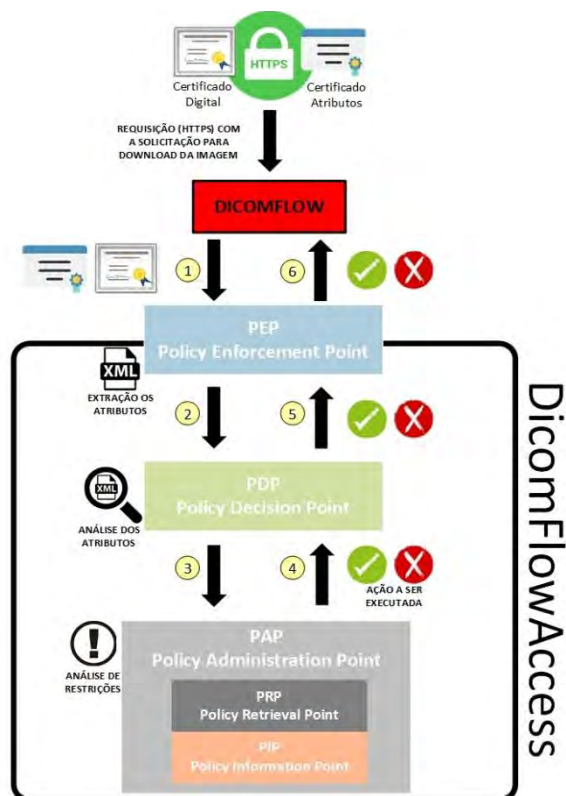 HTTPS
Certificado
Digital
Certificado
Atributos
REQUISIÇÃO (HTTPS) COM
A SOLICITAÇÃO PARA
DOWNLOAD DA IMAGEM
DICOMFLOW
1
6
PEP
Policy Enforcement Point
XML
EXTRAÇÃO OS
ATRIBUTOS
2
5
PDP
Policy Decision Point
XML
ANÁLISE DOS
ATRIBUTOS
3
4
AÇÃO A SER
EXECUTADA
PAP
Policy Administration Point
ANÁLISE DE
RESTRIÇÕES
PRP
Policy Retrieval Point
PIP
Policy Information Point
DicomFlowAccess